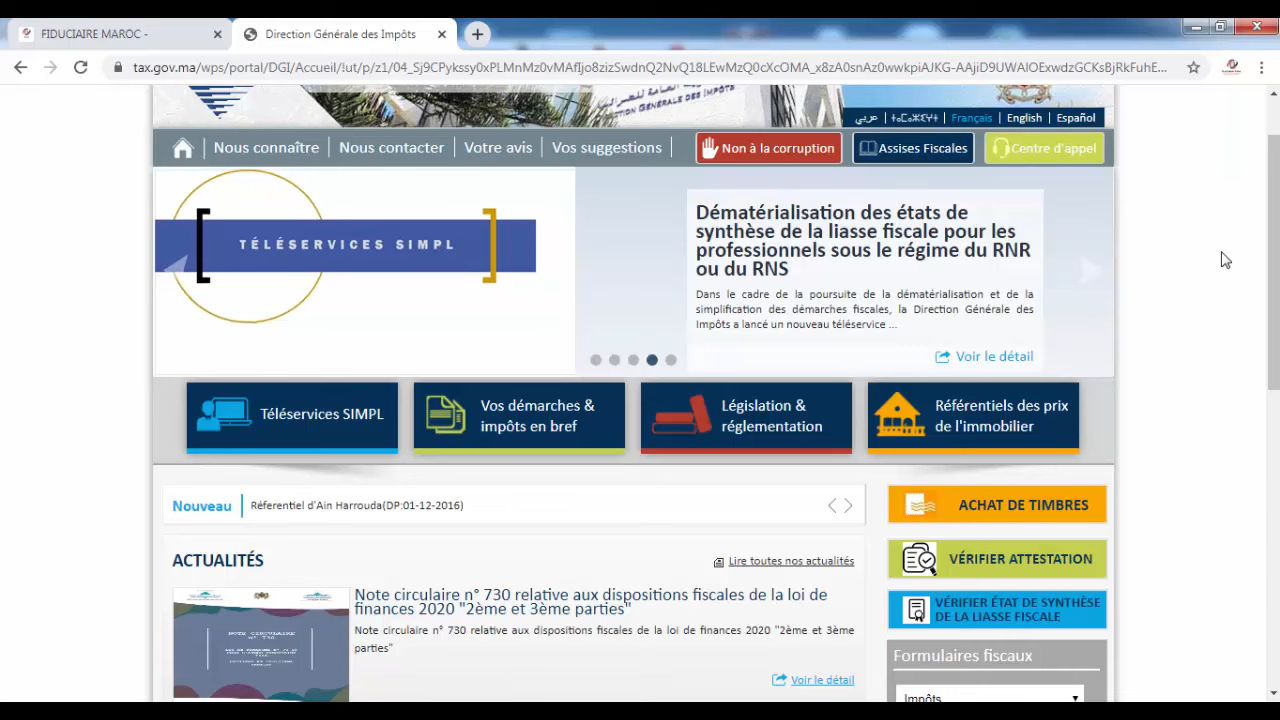 FIDUCIAIRE MAROC -
Direction Générale des Impôts
tax.gov.ma/wps/portal/DGI/Accueil/!ut/p/z1/
عربي | ⵜⴰⵎⴰⵣⵉⵖⵜ | Français | English | Español
Nous connaître | Nous contacter | Votre avis | Vos suggestions
Non à la corruption
Assises Fiscales
Centre d'appel
TÉLÉSERVICES SIMPL
Dématérialisation des états de
synthèse de la liasse fiscale pour les
professionnels sous le régime du RNR
ou du RNS
Dans le cadre de la poursuite de la dématérialisation et de la
simplification des démarches fiscales, la Direction Générale des
Impôts a lancé un nouveau téléservice ...
Voir le détail
Téléservices SIMPL
Vos démarches &
impôts en bref
Législation &
réglementation
Référentiels des prix
de l'immobilier
Nouveau
Réferentiel d'Ain Harrouda(DP:01-12-2016)
ACHAT DE TIMBRES
ACTUALITÉS
Lire toutes nos actualités
VÉRIFIER ATTESTATION
Note circulaire n° 730 relative aux dispositions fiscales de la loi de
finances 2020 "2ème et 3ème parties"
Note circulaire n° 730 relative aux dispositions fiscales de la loi de finances 2020 "2ème et 3ème
parties"
Voir le détail
VÉRIFIER ÉTAT DE SYNTHÈSE
DE LA LIASSE FISCALE
Formulaires fiscaux
Impôts
NOTE CIRCULAIRE
N° 730